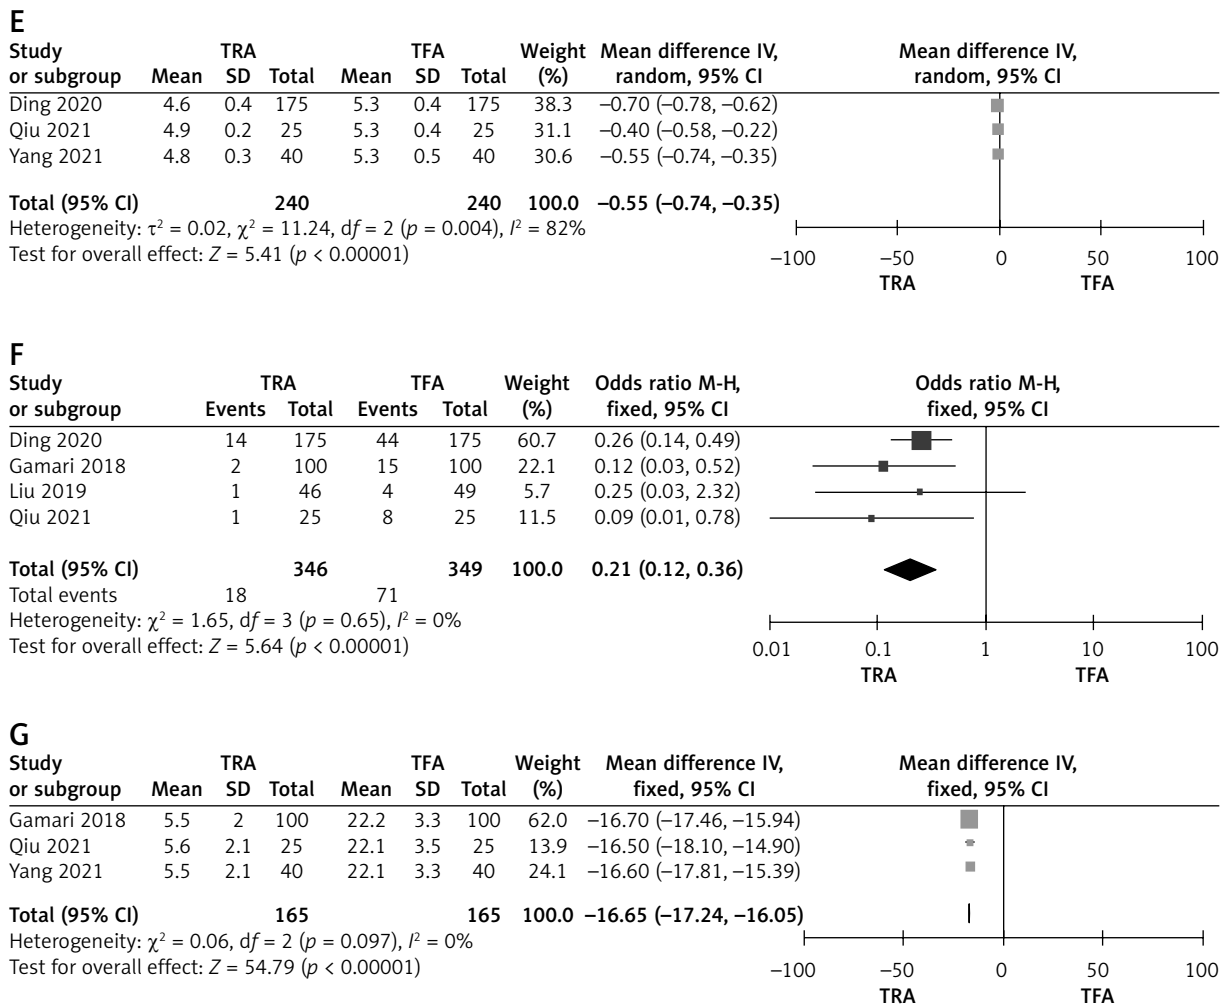 E
Study TRA TFA Weight Mean difference IV, Mean difference IV,
or subgroup Mean SD Total Mean SD Total (%) random, 95% CI random, 95% CI
Ding 2020 4.6 0.4 175 5.3 0.4 175 38.3 –0.70 (–0.78, –0.62)
Qiu 2021 4.9 0.2 25 5.3 0.4 25 31.1 –0.40 (–0.58, –0.22)
Yang 2021 4.8 0.3 40 5.3 0.5 40 30.6 –0.55 (–0.74, –0.35)
Total (95% CI) 240 240 100.0 –0.55 (–0.74, –0.35)
Heterogeneity: τ² = 0.02, χ² = 11.24, df = 2 (p = 0.004), I² = 82%
Test for overall effect: Z = 5.41 (p < 0.00001)
–100 –50 0 50 100
TRA TFA
F
Study TRA TFA Weight Odds ratio M-H, Odds ratio M-H,
or subgroup Events Total Events Total (%) fixed, 95% CI fixed, 95% CI
Ding 2020 14 175 44 175 60.7 0.26 (0.14, 0.49)
Gamari 2018 2 100 15 100 22.1 0.12 (0.03, 0.52)
Liu 2019 1 46 4 49 5.7 0.25 (0.03, 2.32)
Qiu 2021 1 25 8 25 11.5 0.09 (0.01, 0.78)
Total (95% CI) 346 349 100.0 0.21 (0.12, 0.36)
Total events 18 71
Heterogeneity: χ² = 1.65, df = 3 (p = 0.65), I² = 0%
Test for overall effect: Z = 5.64 (p < 0.00001)
0.01 0.1 1 10 100
TRA TFA
G
Study TRA TFA Weight Mean difference IV, Mean difference IV,
or subgroup Mean SD Total Mean SD Total (%) fixed, 95% CI fixed, 95% CI
Gamari 2018 5.5 2 100 22.2 3.3 100 62.0 –16.70 (–17.46, –15.94)
Qiu 2021 5.6 2.1 25 22.1 3.5 25 13.9 –16.50 (–18.10, –14.90)
Yang 2021 5.5 2.1 40 22.1 3.3 40 24.1 –16.60 (–17.81, –15.39)
Total (95% CI) 165 165 100.0 –16.65 (–17.24, –16.05)
Heterogeneity: χ² = 0.06, df = 2 (p = 0.097), I² = 0%
Test for overall effect: Z = 54.79 (p < 0.00001)
–100 –50 0 50 100
TRA TFA